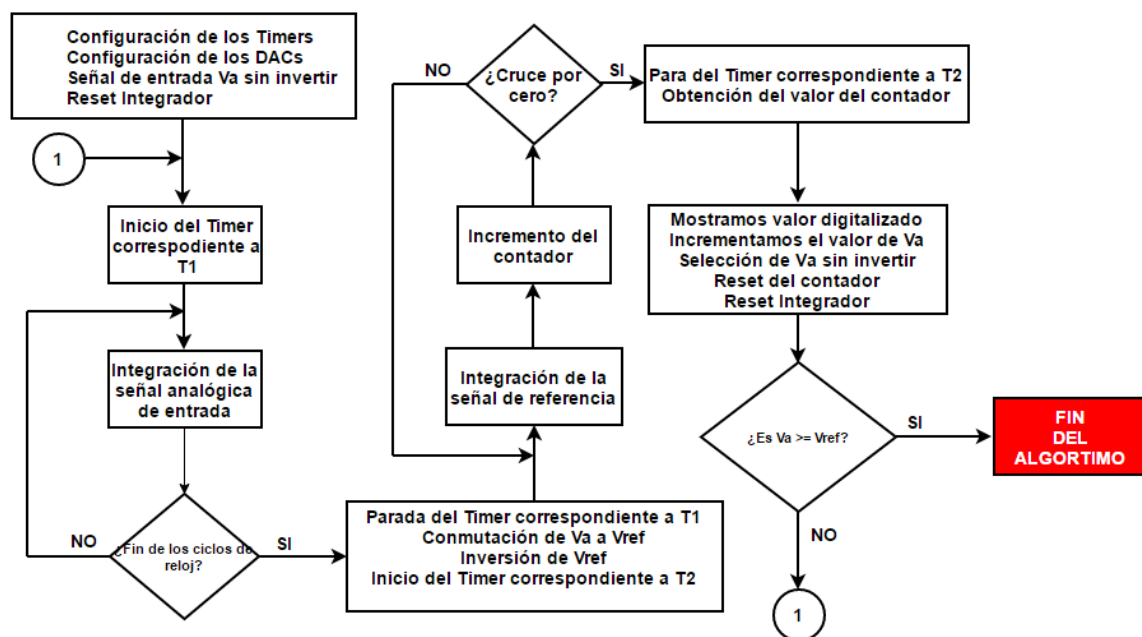 Configuración de los Timers
Configuración de los DACs
Señal de entrada Va sin invertir
Reset Integrador
1
Inicio del Timer
correspodiente a
T1
Integración de la
señal analógica
de entrada
¿Fin de los ciclos de
reloj?
NO
SI
Parada del Timer correspondiente a T1
Conmutación de Va a Vref
Inversión de Vref
Inicio del Timer correspondiente a T2
Integración de la
señal de referencia
Incremento del
contador
¿Cruce por
cero?
NO
SI
Para del Timer correspondiente a T2
Obtención del valor del contador
Mostramos valor digitalizado
Incrementamos el valor de Va
Selección de Va sin invertir
Reset del contador
Reset Integrador
¿Es Va >= Vref?
SI
FIN
DEL
ALGORTIMO
NO
1